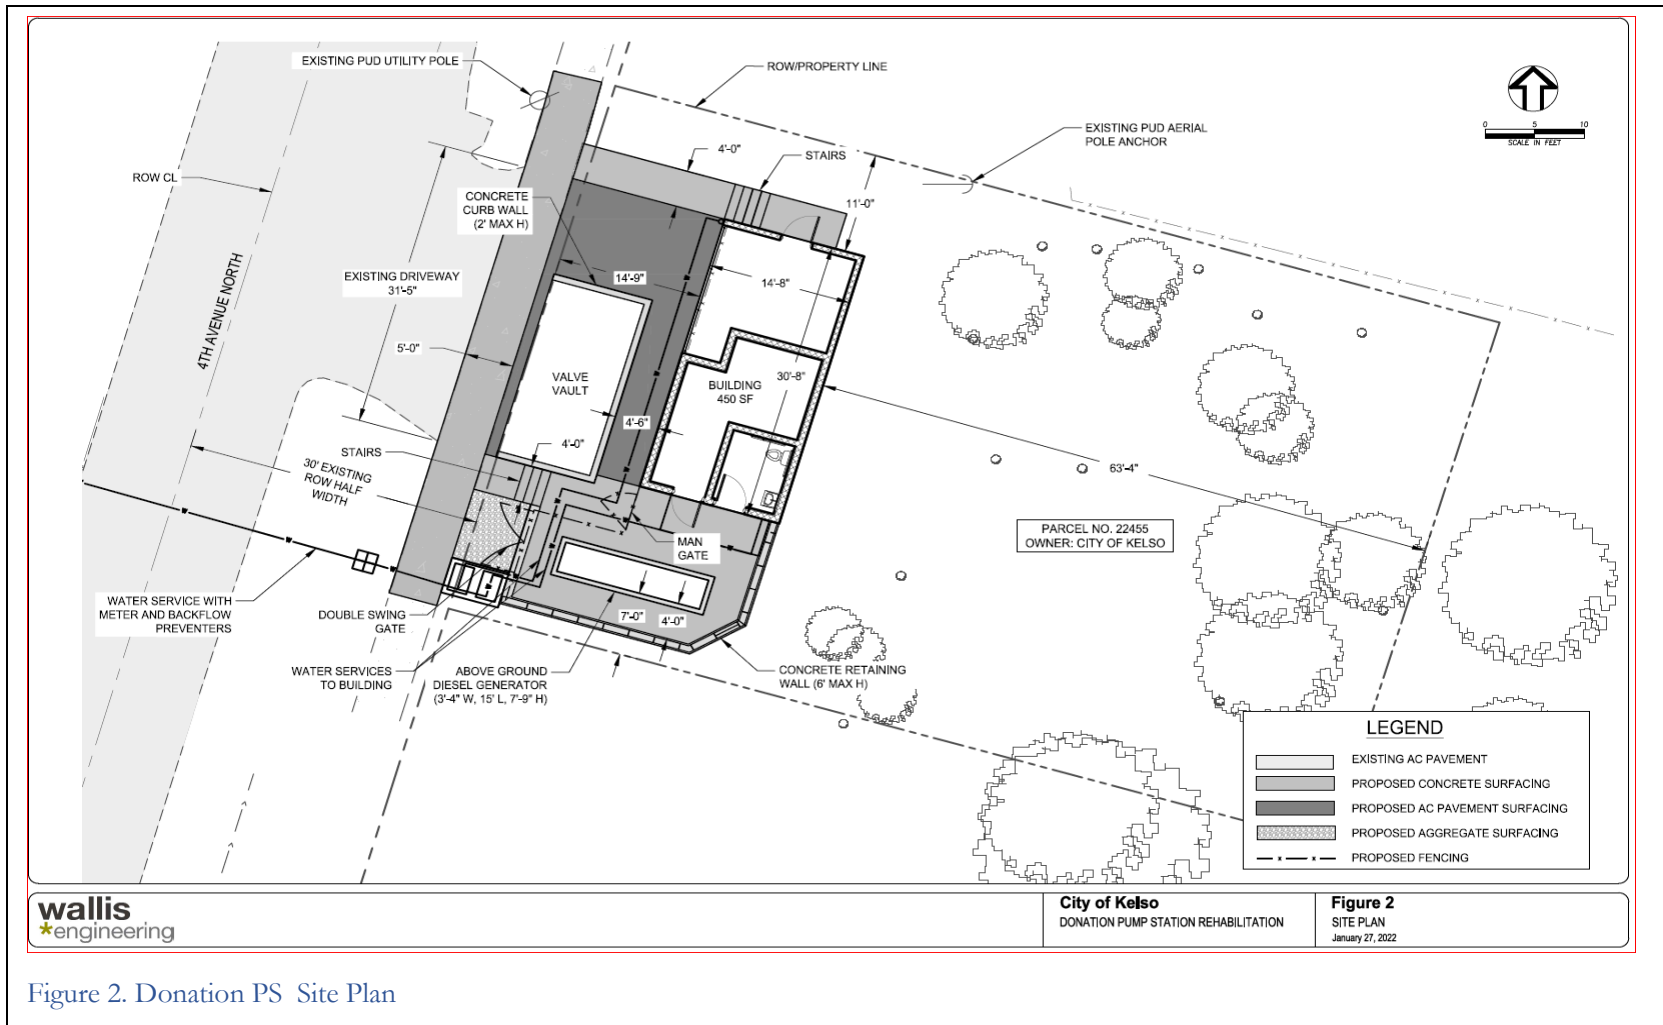 EXISTING PUD UTILITY POLE
ROW/PROPERTY LINE
EXISTING PUD AERIAL
POLE ANCHOR
0 5 10
SCALE IN FEET
4'-0"
STAIRS
ROW CL
CONCRETE
CURB WALL
(2' MAX H)
11'-0"
4TH AVENUE NORTH
EXISTING DRIVEWAY
31'-5"
14'-9"
14'-8"
5'-0"
VALVE
VAULT
BUILDING
450 SF
30'-8"
4'-6"
4'-0"
STAIRS
30' EXISTING
ROW HALF
WIDTH
63'-4"
PARCEL NO. 22455
OWNER: CITY OF KELSO
MAN
GATE
WATER SERVICE WITH
METER AND BACKFLOW
PREVENTERS
DOUBLE SWING
GATE
7'-0"
4'-0"
WATER SERVICES
TO BUILDING
ABOVE GROUND
DIESEL GENERATOR
(3'-4" W, 15' L, 7'-9" H)
CONCRETE RETAINING
WALL (6' MAX H)
LEGEND
EXISTING AC PAVEMENT
PROPOSED CONCRETE SURFACING
PROPOSED AC PAVEMENT SURFACING
PROPOSED AGGREGATE SURFACING
PROPOSED FENCING
wallis
engineering
City of Kelso
DONATION PUMP STATION REHABILITATION
Figure 2
SITE PLAN
January 27, 2022
Figure 2. Donation PS Site Plan